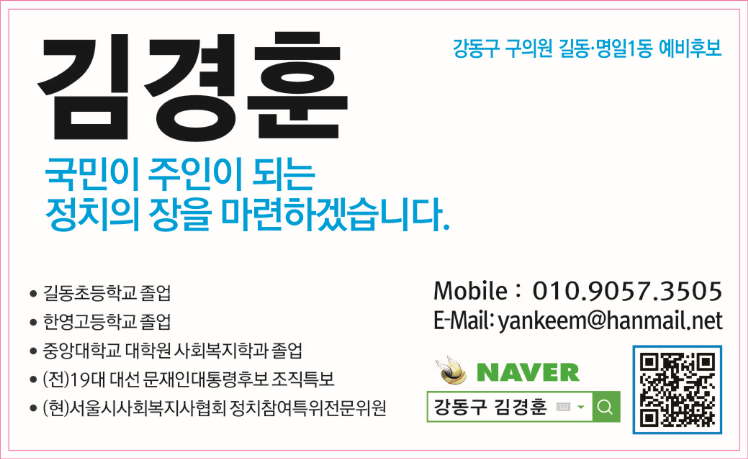 김경훈
강동구 구의원 길동·명일1동 예비후보
국민이 주인이 되는
정치의 장을 마련하겠습니다.
• 길동초등학교 졸업
• 한영고등학교 졸업
• 중앙대학교 대학원 사회복지학과 졸업
• (전)19대 대선 문재인대통령후보 조직특보
• (현)서울시사회복지사협회 정치참여특위전문위원
Mobile : 010.9057.3505
E-Mail: yankeem@hanmail.net
NAVER
강동구 김경훈